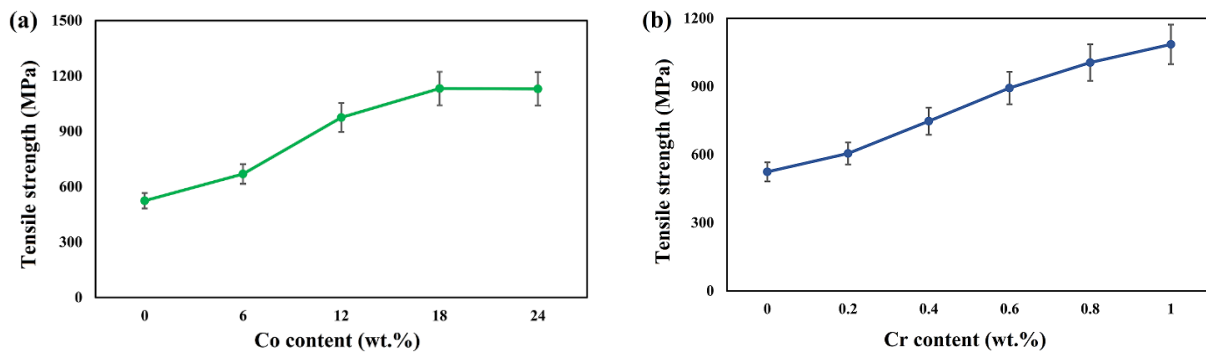 (a)
Tensile strength (MPa)
1500
1200
900
600
300
0
0 6 12 18 24
Co content (wt.%)
(b)
Tensile strength (MPa)
1200
900
600
300
0
0 0.2 0.4 0.6 0.8 1
Cr content (wt.%)